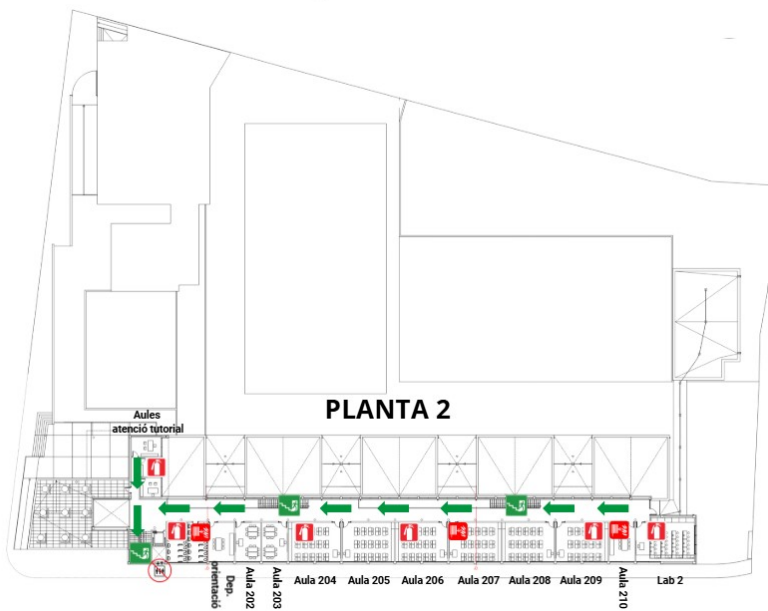 PLANTA 2
Aules
atenció tutorial
Dep.
orientació
Aula 202
Aula 203
Aula 204
Aula 205
Aula 206
Aula 207
Aula 208
Aula 209
Aula 210
Lab 2